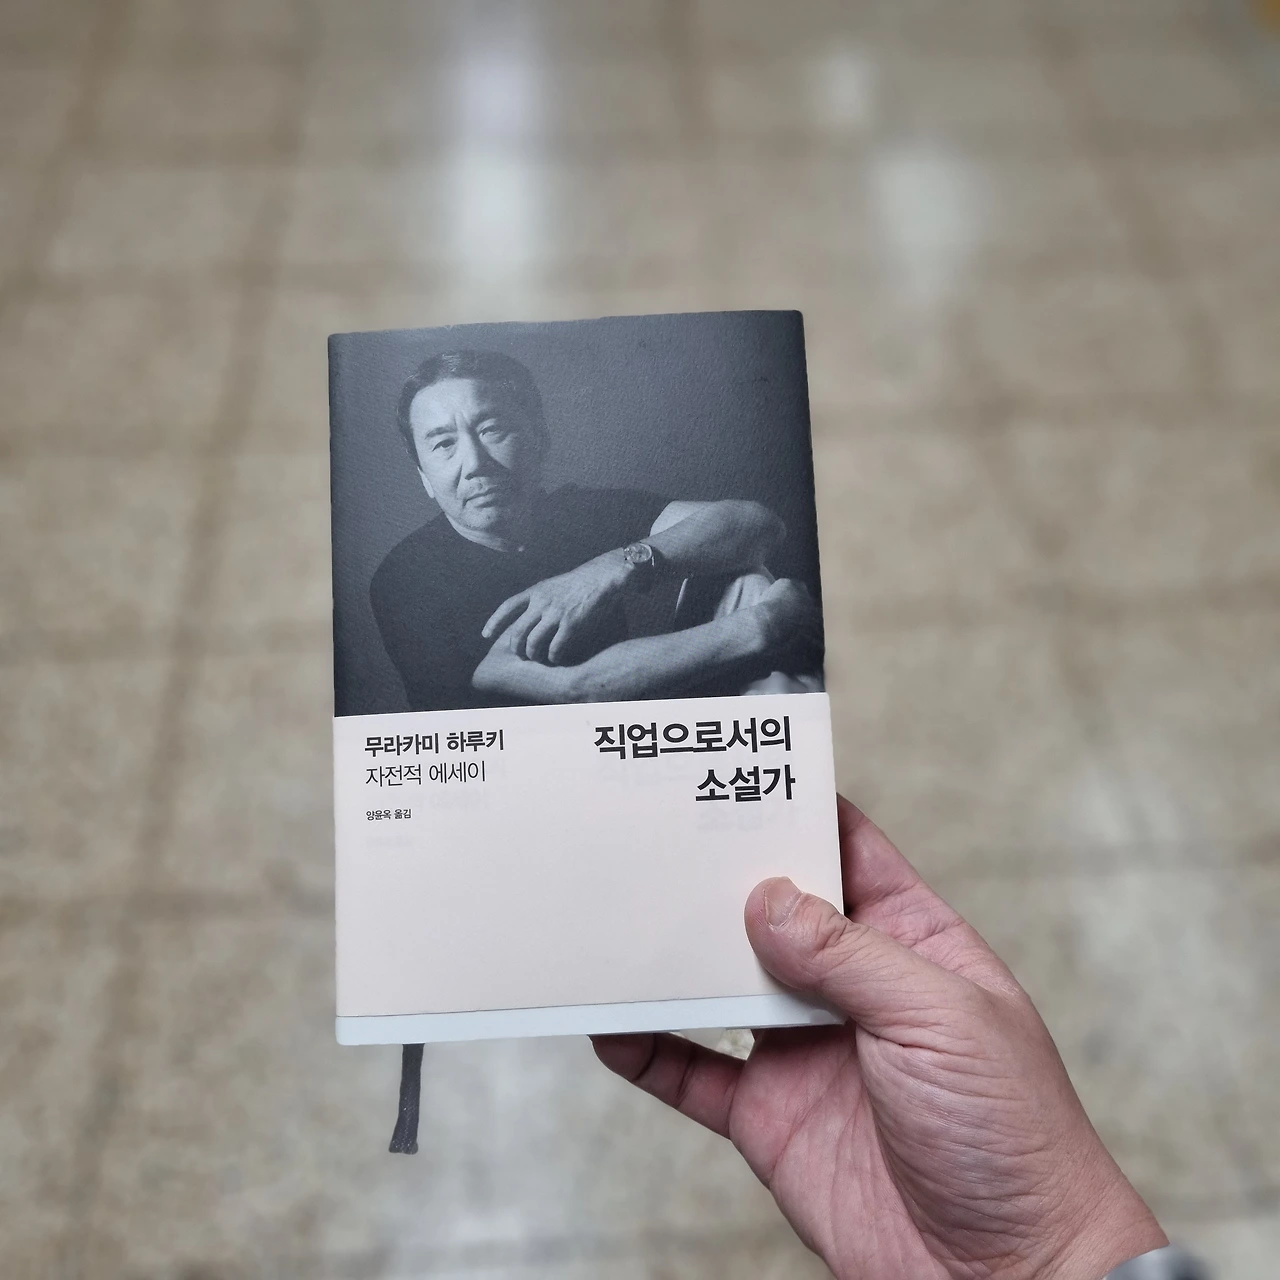 무라카미 하루키
자전적 에세이
양윤옥 옮김
직업으로서의
소설가